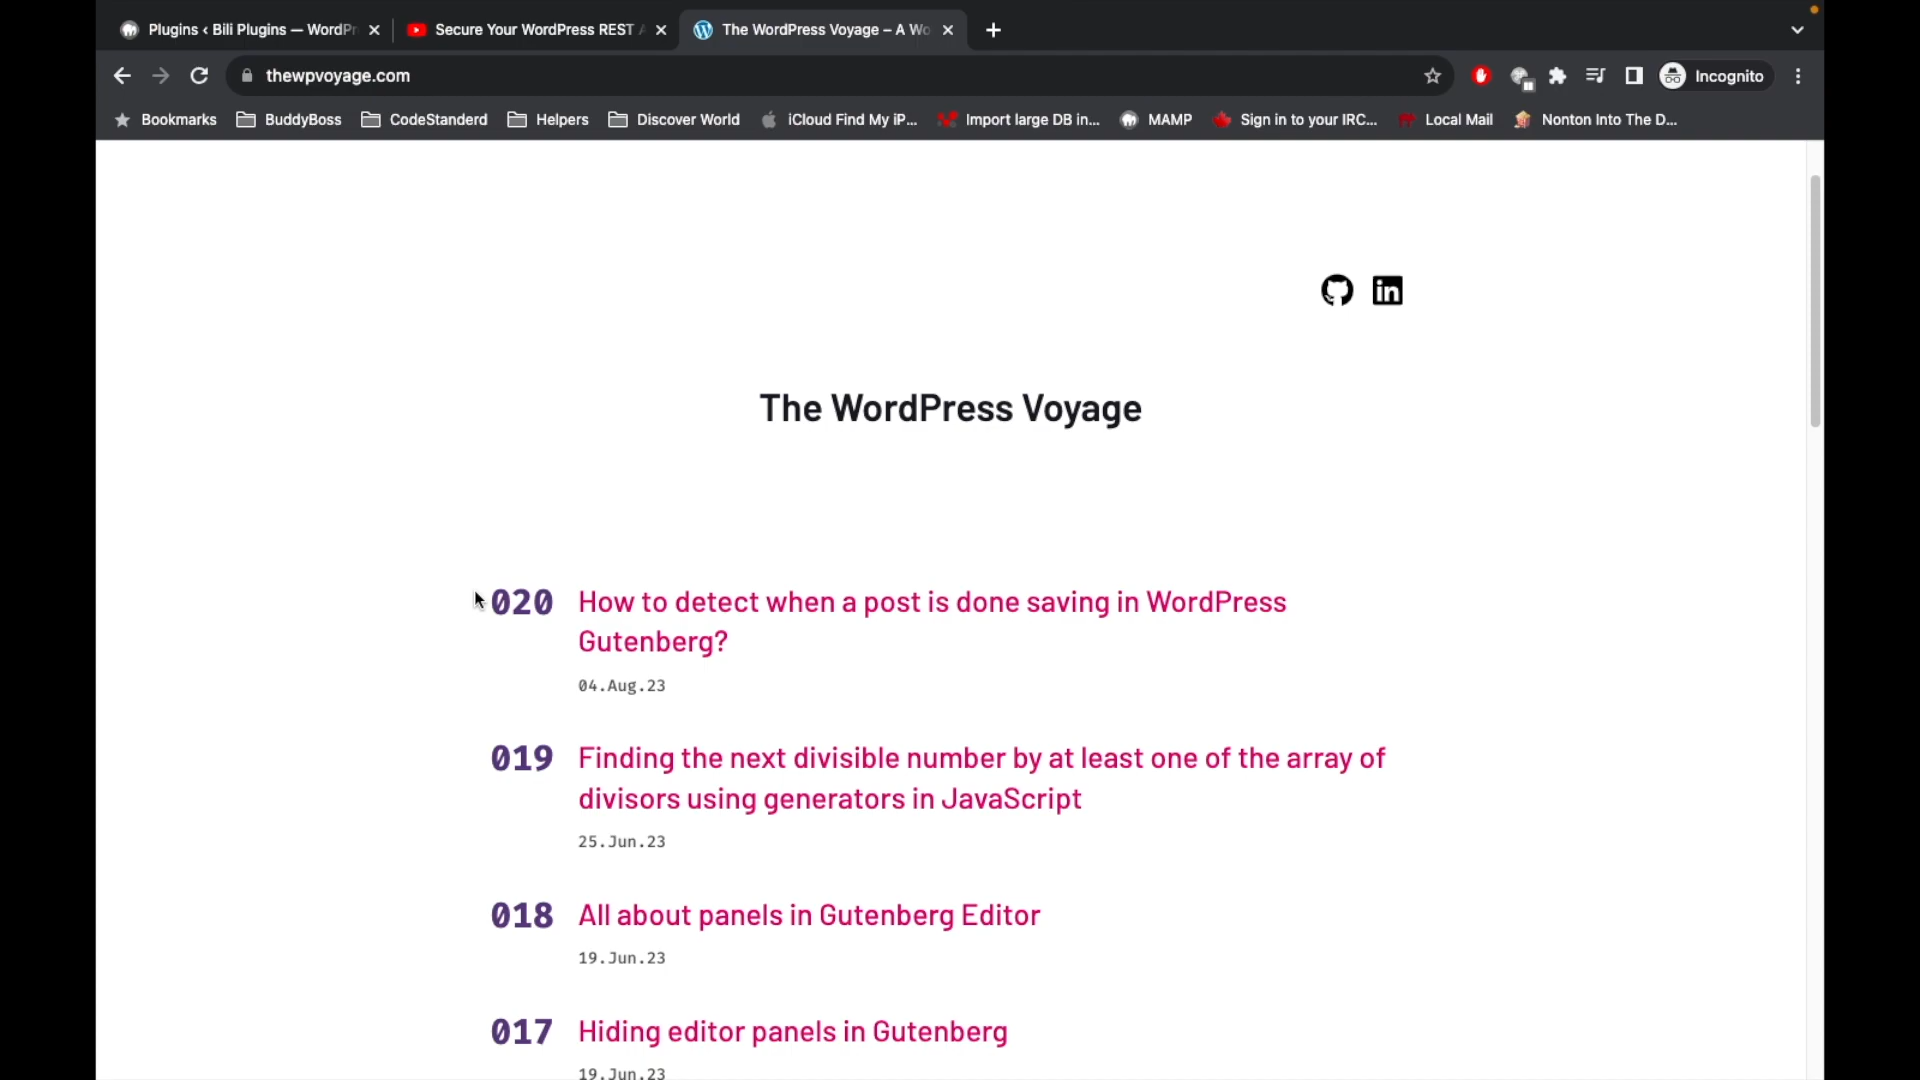 Plugins ‹ Bili Plugins — WordPr
Secure Your WordPress REST A
The WordPress Voyage – A Wo
thewpvoyage.com
Incognito
Bookmarks
BuddyBoss
CodeStanderd
Helpers
Discover World
iCloud Find My iP...
Import large DB in...
MAMP
Sign in to your IRC...
Local Mail
Nonton Into The D...
in
The WordPress Voyage
020 How to detect when a post is done saving in WordPress
Gutenberg?
04.Aug.23
019 Finding the next divisible number by at least one of the array of
divisors using generators in JavaScript
25.Jun.23
018 All about panels in Gutenberg Editor
19.Jun.23
017 Hiding editor panels in Gutenberg
19.Jun.23